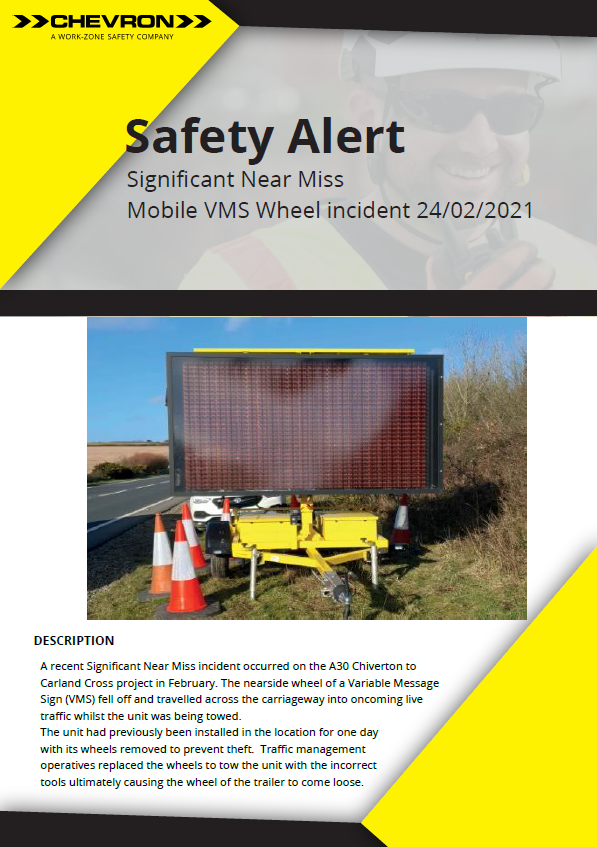 CHEVRON
A WORK-ZONE SAFETY COMPANY
Safety Alert
Significant Near Miss
Mobile VMS Wheel incident 24/02/2021
DESCRIPTION
A recent Significant Near Miss incident occurred on the A30 Chiverton to
Carland Cross project in February. The nearside wheel of a Variable Message
Sign (VMS) fell off and travelled across the carriageway into oncoming live
traffic whilst the unit was being towed.
The unit had previously been installed in the location for one day
with its wheels removed to prevent theft.  Traffic management
operatives replaced the wheels to tow the unit with the incorrect
tools ultimately causing the wheel of the trailer to come loose.